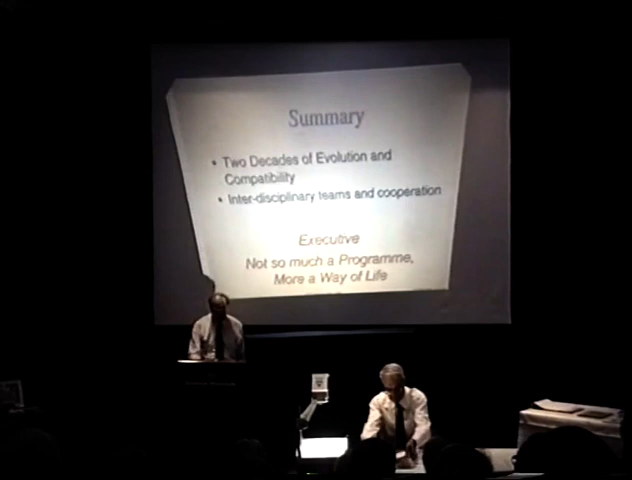 Summary
• Two Decades of Evolution and
Compatibility
• Inter-disciplinary teams and cooperation
Executive
Not so much a Programme,
More a Way of Life